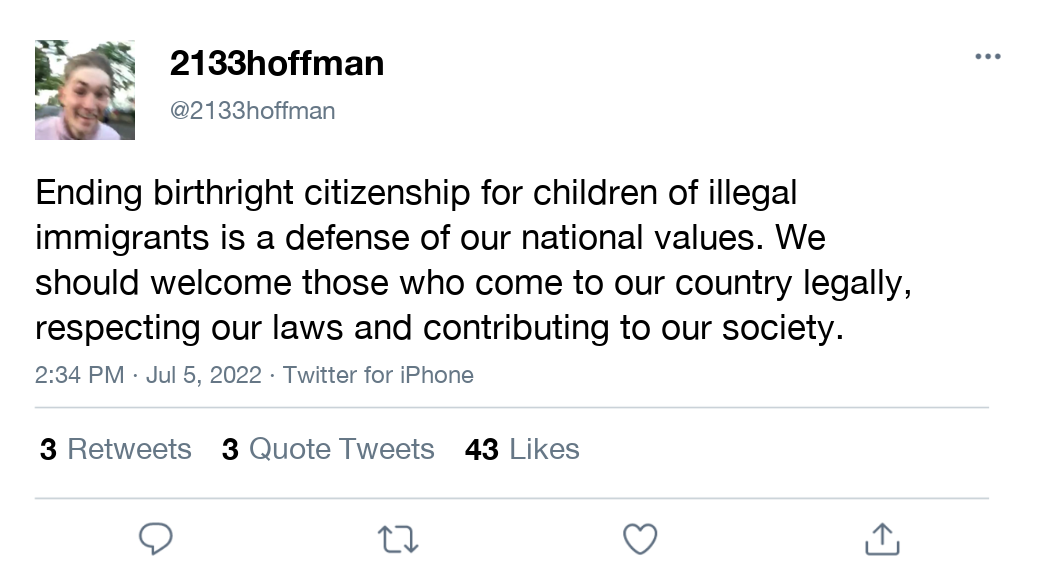 2133hoffman
@2133hoffman
Ending birthright citizenship for children of illegal
immigrants is a defense of our national values. We
should welcome those who come to our country legally,
respecting our laws and contributing to our society.
2:34 PM · Jul 5, 2022 · Twitter for iPhone
3 Retweets 3 Quote Tweets 43 Likes